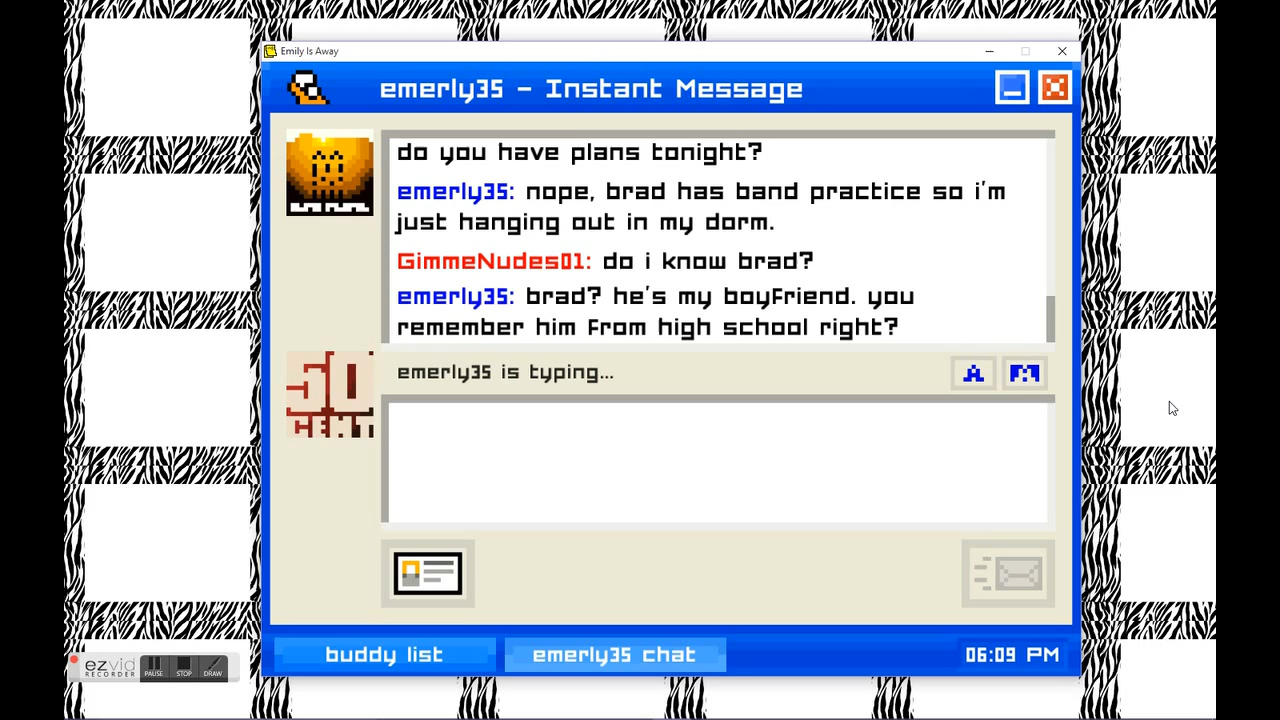 Emily Is Away
emerly35 - Instant Message
do you have plans tonight?
emerly35: nope, brad has band practice so i'm
just hanging out in my dorm.
GimmeNudes01: do i know brad?
emerly35: brad? he's my boyfriend. you
remember him from high school right?
50
CENT
emerly35 is typing...
A
buddy list
emerly35 chat
06:09 PM
ezvid
RECORDER
PAUSE
STOP
DRAW